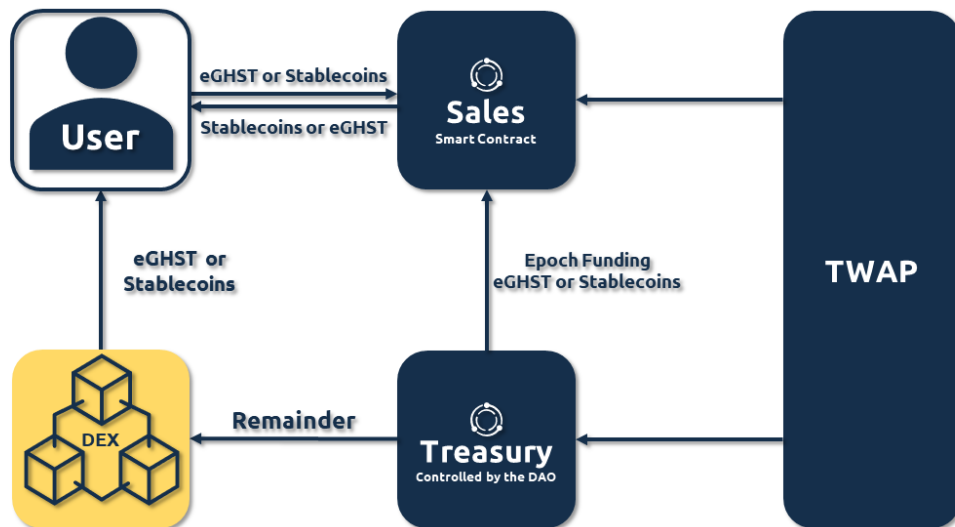 User
eGHST or Stablecoins
Stablecoins or eGHST
Sales
Smart Contract
TWAP
eGHST or
Stablecoins
Epoch Funding
eGHST or Stablecoins
DEX
Remainder
Treasury
Controlled by the DAO